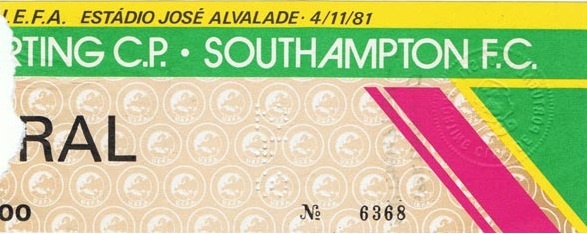 .E.F.A. ESTÁDIO JOSÉ ALVALADE · 4/11/81
RTING C.P. · SOUTHAMPTON F.C.
RAL
00
Nº 6368